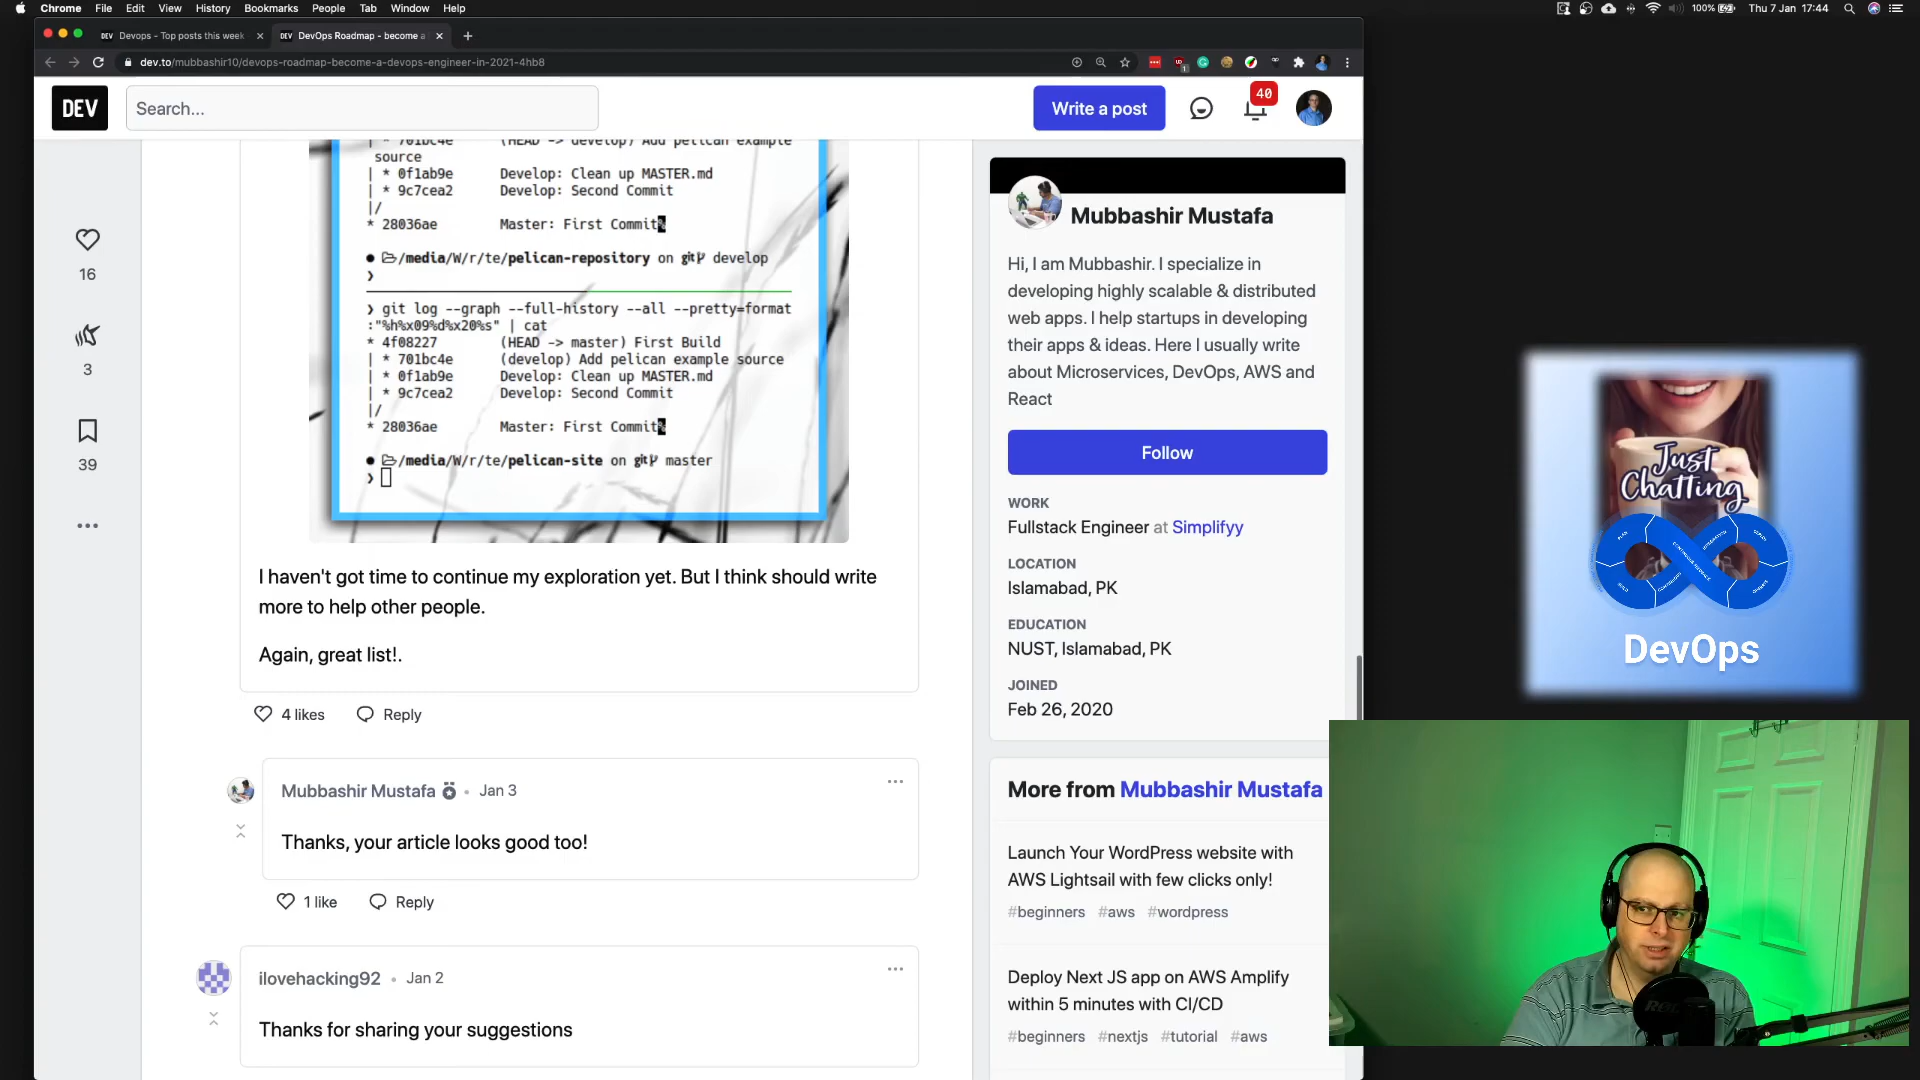 Chrome File Edit View History Bookmarks People Tab Window Help
100% Thu 7 Jan 17:44
DEV Devops - Top posts this week
DEV DevOps Roadmap - become a
dev.to/mubbashir10/devops-roadmap-become-a-devops-engineer-in-2021-4hb8
DEV
Search...
Write a post
40
16
3
39
| * 701bc4e (HEAD -> develop) Add pelican example
source
| * 0f1ab9e Develop: Clean up MASTER.md
| * 9c7cea2 Develop: Second Commit
|/
* 28036ae Master: First Commit%
● /media/W/r/te/pelican-repository on git develop
❯
❯ git log --graph --full-history --all --pretty=format
:"%h%x09%d%x20%s" | cat
* 4f08227 (HEAD -> master) First Build
| * 701bc4e (develop) Add pelican example source
| * 0f1ab9e Develop: Clean up MASTER.md
| * 9c7cea2 Develop: Second Commit
|/
* 28036ae Master: First Commit%
● /media/W/r/te/pelican-site on git master
❯
I haven't got time to continue my exploration yet. But I think should write
more to help other people.
Again, great list!.
4 likes Reply
Mubbashir Mustafa • Jan 3
Thanks, your article looks good too!
1 like Reply
ilovehacking92 • Jan 2
Thanks for sharing your suggestions
Mubbashir Mustafa
Hi, I am Mubbashir. I specialize in
developing highly scalable & distributed
web apps. I help startups in developing
their apps & ideas. Here I usually write
about Microservices, DevOps, AWS and
React
Follow
WORK
Fullstack Engineer at Simplifyy
LOCATION
Islamabad, PK
EDUCATION
NUST, Islamabad, PK
JOINED
Feb 26, 2020
More from Mubbashir Mustafa
Launch Your WordPress website with
AWS Lightsail with few clicks only!
#beginners #aws #wordpress
Deploy Next JS app on AWS Amplify
within 5 minutes with CI/CD
#beginners #nextjs #tutorial #aws
Just
Chatting
DevOps